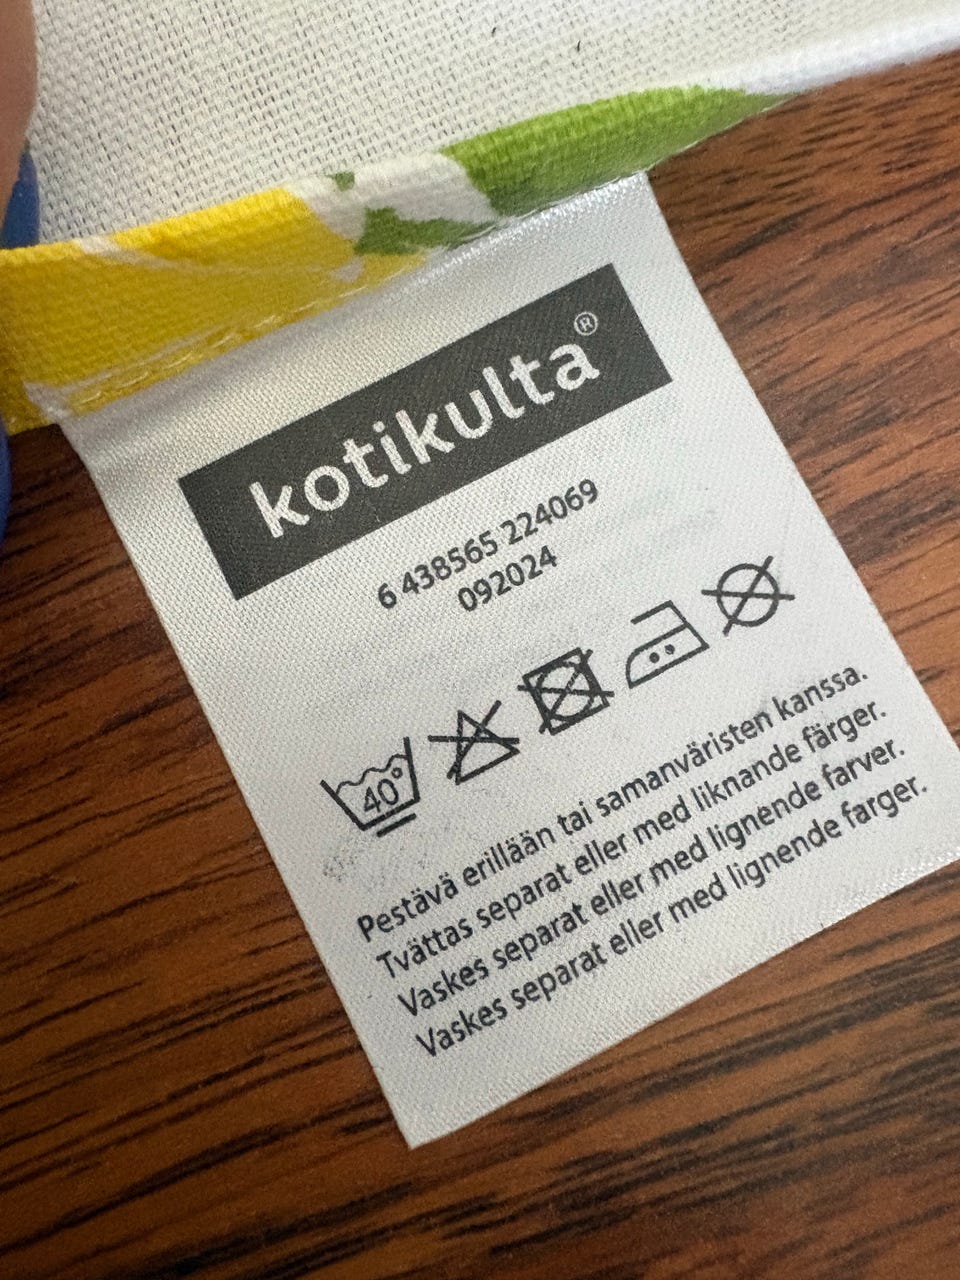 kotikulta®
6 438565 224069
092024
40°
Pestävä erillään tai samanväristen kanssa.
Tvättas separat eller med liknande färger.
Vaskes separat eller med lignende farver.
Vaskes separat eller med lignende farger.